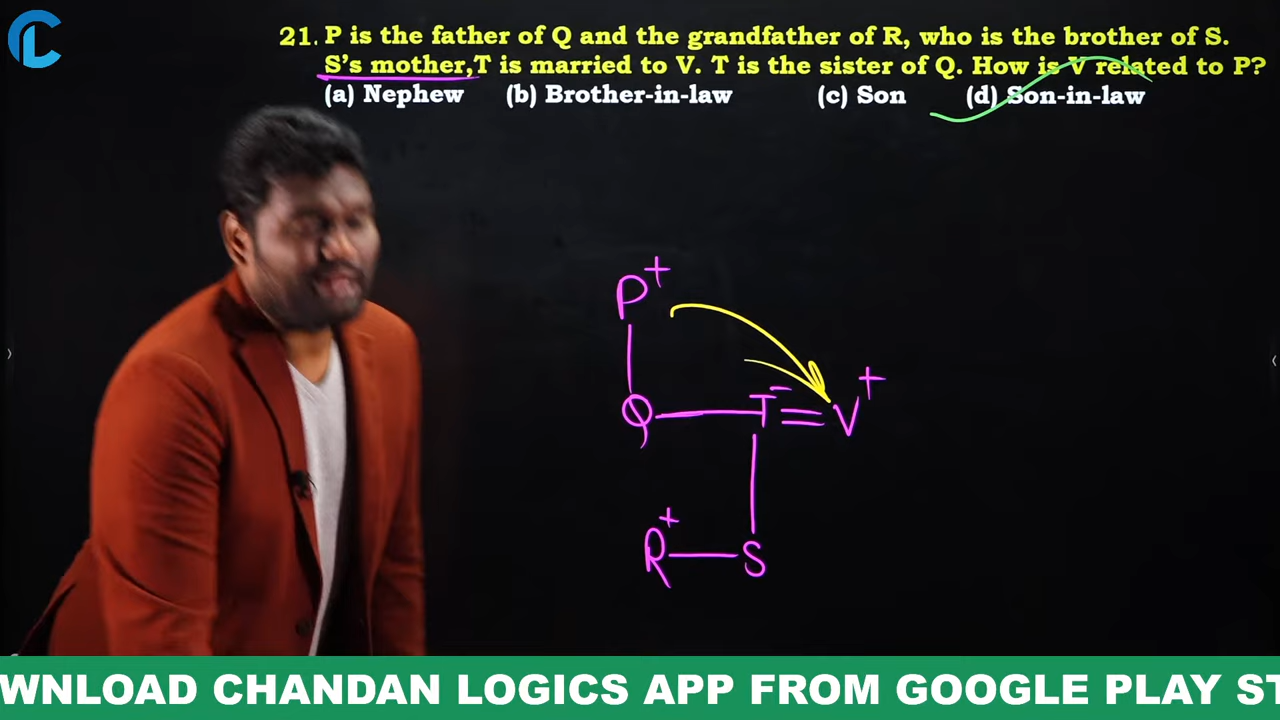 CL
21. P is the father of Q and the grandfather of R, who is the brother of S.
S's mother,T is married to V. T is the sister of Q. How is V related to P?
(a) Nephew (b) Brother-in-law (c) Son (d) Son-in-law
P+
Q — T- = V+
R+ — S
WNLOAD CHANDAN LOGICS APP FROM GOOGLE PLAY ST